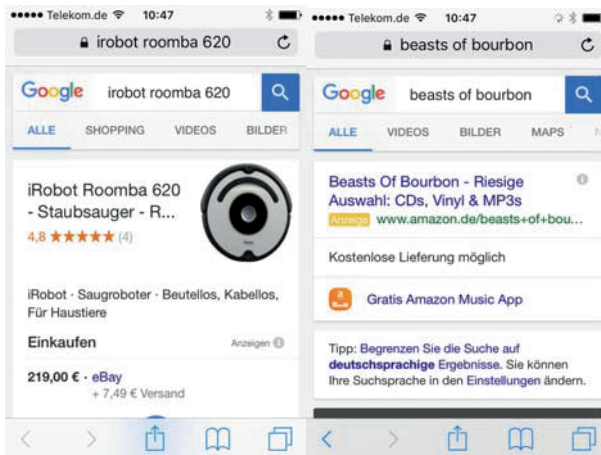 Telekom.de 10:47
irobot roomba 620
Google irobot roomba 620
ALLE SHOPPING VIDEOS BILDER
iRobot Roomba 620
- Staubsauger - R...
4,8 ★★★★★ (4)
iRobot · Saugroboter · Beutellos, Kabellos,
Für Haustiere
Einkaufen Anzeigen
219,00 € · eBay
+ 7,49 € Versand
Telekom.de 10:47
beasts of bourbon
Google beasts of bourbon
ALLE VIDEOS BILDER MAPS
Beasts Of Bourbon - Riesige
Auswahl: CDs, Vinyl & MP3s
Anzeige www.amazon.de/beasts+of+bou...
Kostenlose Lieferung möglich
Gratis Amazon Music App
Tipp: Begrenzen Sie die Suche auf
deutschsprachige Ergebnisse. Sie können
Ihre Suchsprache in den Einstellungen ändern.